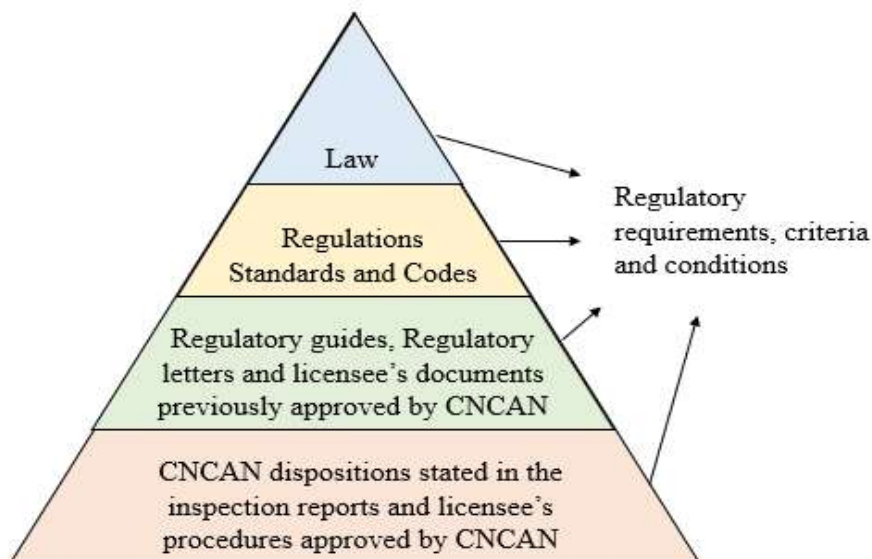 Law
Regulations
Standards and Codes
Regulatory guides, Regulatory
letters and licensee’s documents
previously approved by CNCAN
CNCAN dispositions stated in the
inspection reports and licensee’s
procedures approved by CNCAN
Regulatory
requirements, criteria
and conditions